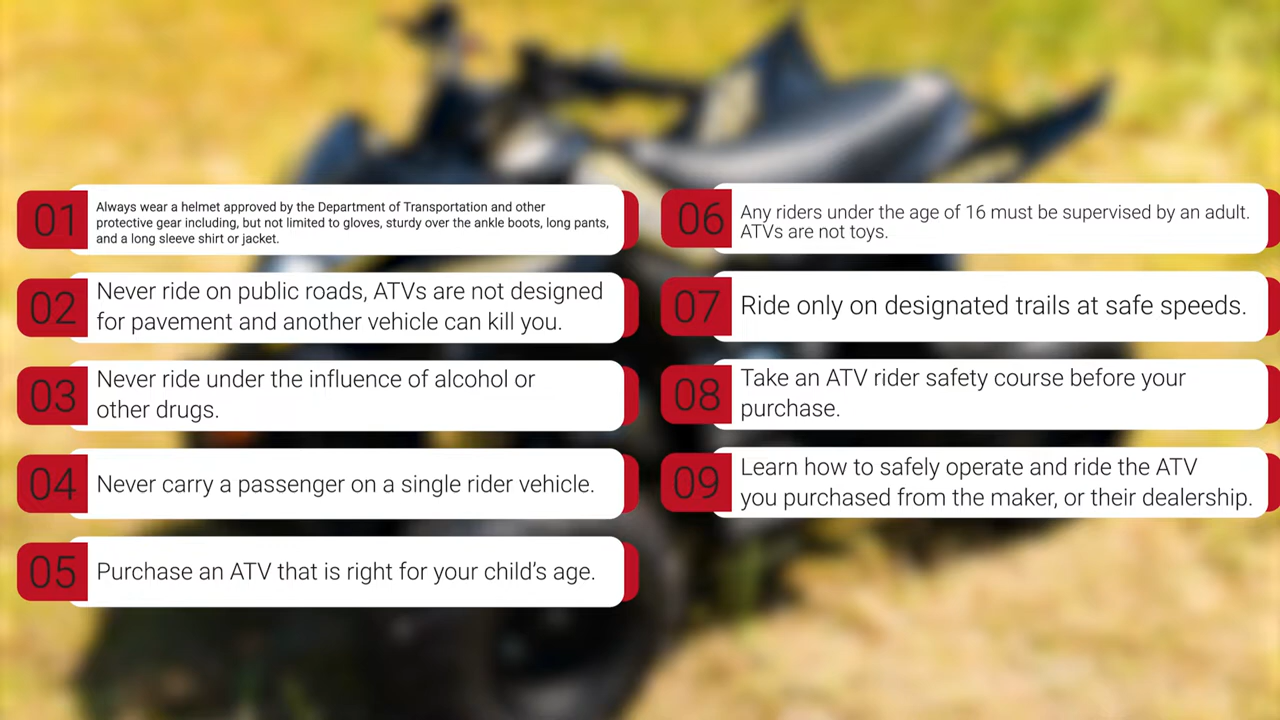 01
Always wear a helmet approved by the Department of Transportation and other
protective gear including, but not limited to gloves, sturdy over the ankle boots, long pants,
and a long sleeve shirt or jacket.
02
Never ride on public roads, ATVs are not designed
for pavement and another vehicle can kill you.
03
Never ride under the influence of alcohol or
other drugs.
04
Never carry a passenger on a single rider vehicle.
05
Purchase an ATV that is right for your child’s age.
06
Any riders under the age of 16 must be supervised by an adult.
ATVs are not toys.
07
Ride only on designated trails at safe speeds.
08
Take an ATV rider safety course before your
purchase.
09
Learn how to safely operate and ride the ATV
you purchased from the maker, or their dealership.